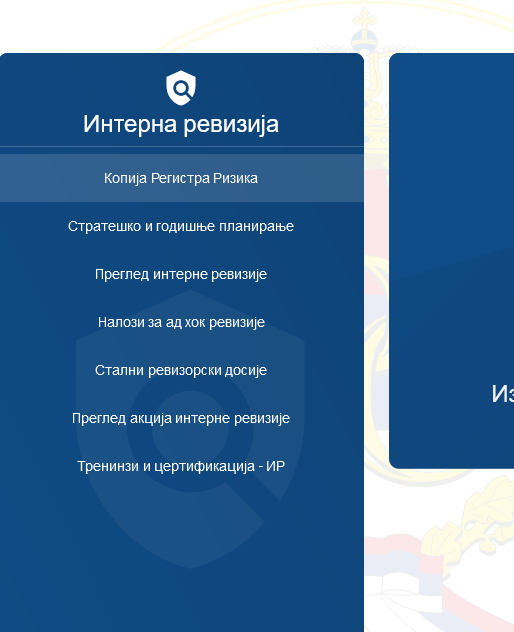 Интерна ревизија
Копија Регистра Ризика
Стратешко и годишње планирање
Преглед интерне ревизије
Налози за ад хок ревизије
Стални ревизорски досије
Преглед акција интерне ревизије
Тренинзи и цертификација - ИР